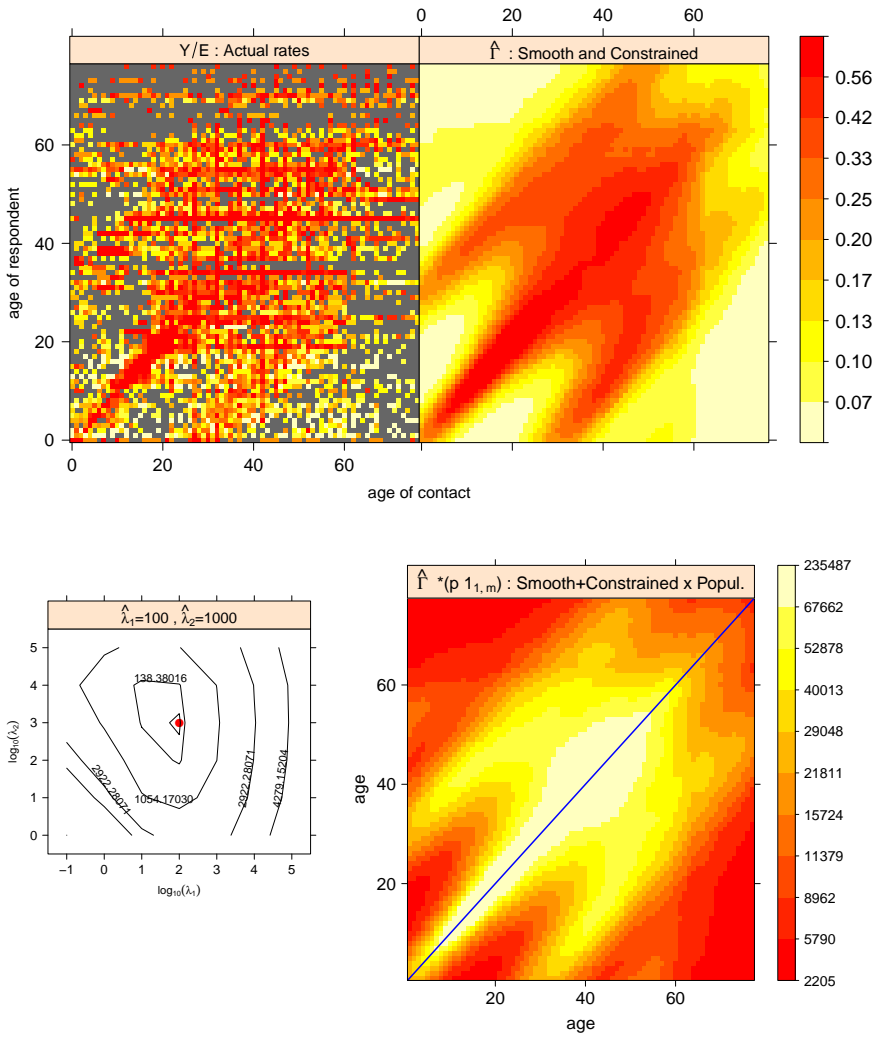 0 20 40 60
Y/E : Actual rates
Γ̂ : Smooth and Constrained
age of respondent
60
40
20
0
0 20 40 60
age of contact
0.56
0.42
0.33
0.25
0.20
0.17
0.13
0.10
0.07
λ̂₁=100 , λ̂₂=1000
log₁₀(λ₂)
5
4
3
2
1
0
138.38016
1054.17030
2922.28071
2922.28071
4279.15204
−1 0 1 2 3 4 5
log₁₀(λ₁)
Γ̂ *(p 1₁, ₘ) : Smooth+Constrained x Popul.
age
60
40
20
20 40 60
age
235487
67662
52878
40013
29048
21811
15724
11379
8962
5790
2205